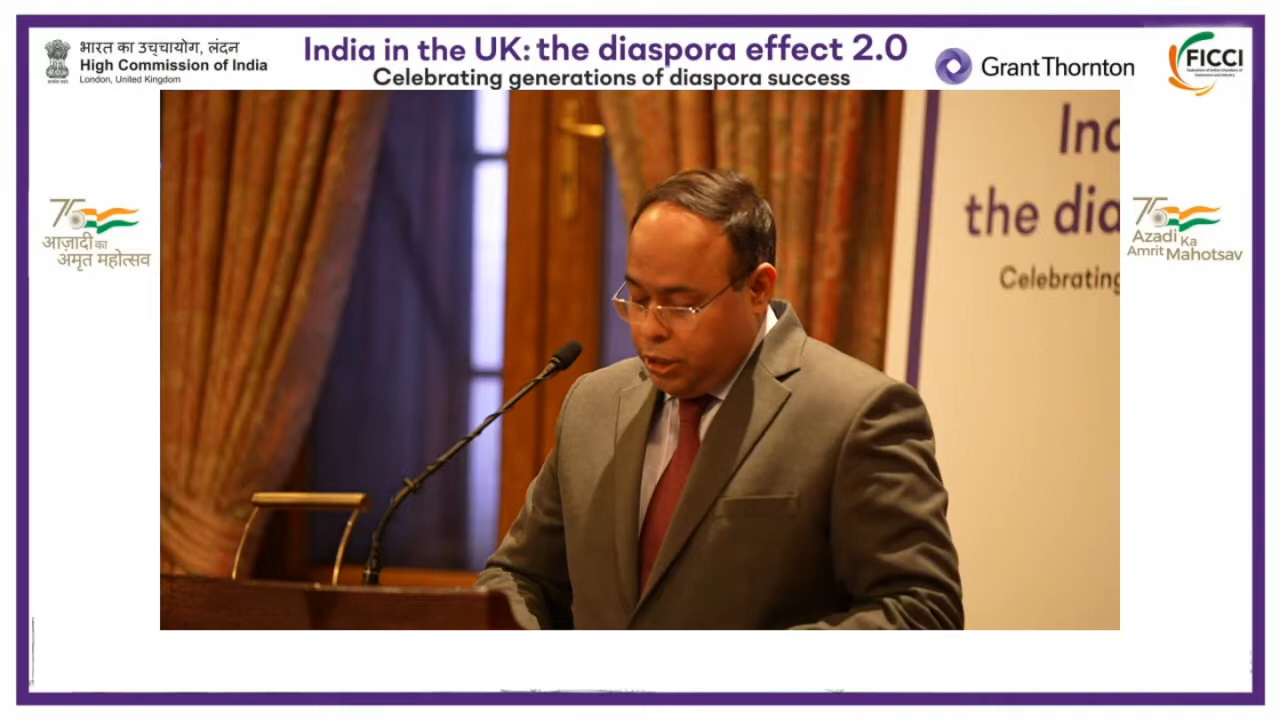 भारत का उच्चायोग, लंदन
High Commission of India
London, United Kingdom
India in the UK: the diaspora effect 2.0
Celebrating generations of diaspora success
Grant Thornton
FICCI
75
आज़ादी का
अमृत महोत्सव
Ind
the dia
Celebrating
75
Azadi Ka
Amrit Mahotsav